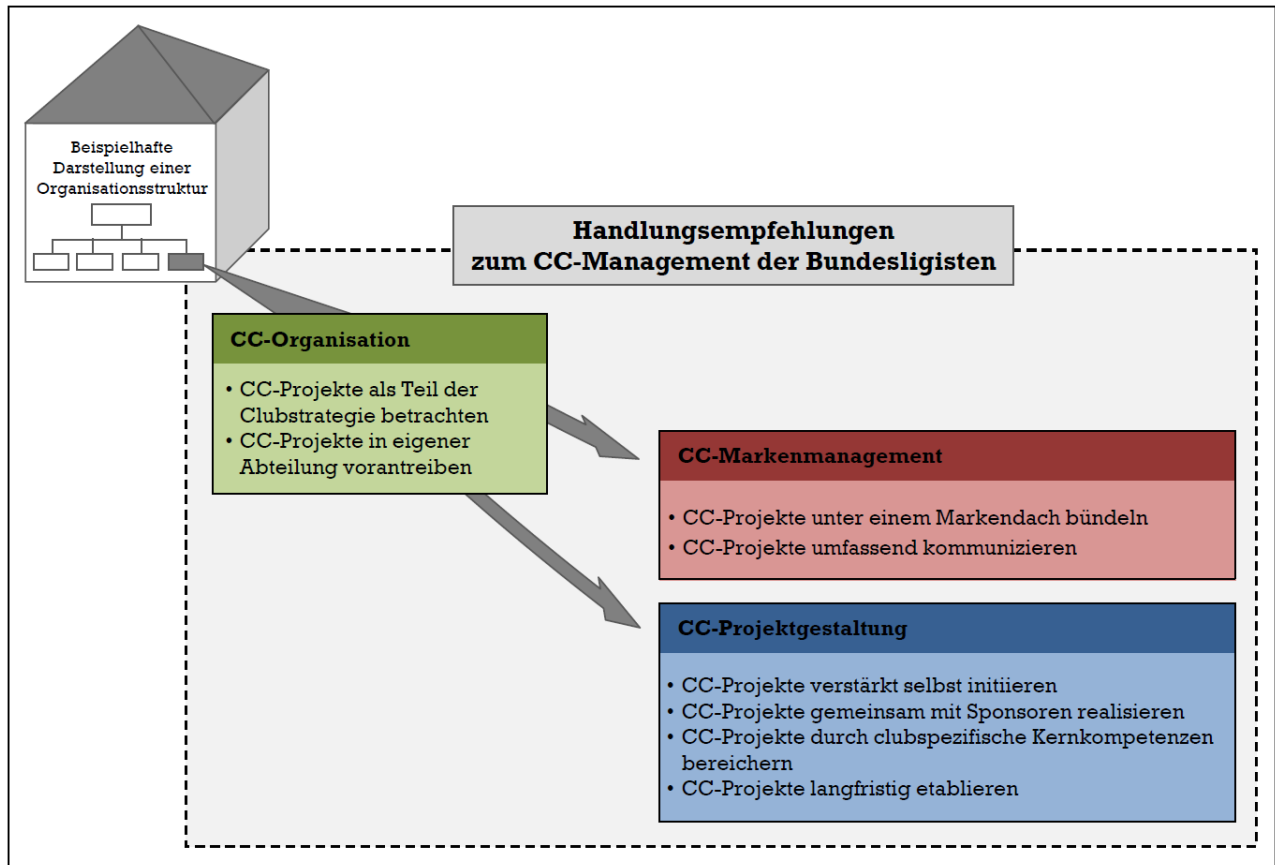 Beispielhafte
Darstellung einer
Organisationsstruktur
Handlungsempfehlungen
zum CC-Management der Bundesligisten
CC-Organisation
• CC-Projekte als Teil der
Clubstrategie betrachten
• CC-Projekte in eigener
Abteilung vorantreiben
CC-Markenmanagement
• CC-Projekte unter einem Markendach bündeln
• CC-Projekte umfassend kommunizieren
CC-Projektgestaltung
• CC-Projekte verstärkt selbst initiieren
• CC-Projekte gemeinsam mit Sponsoren realisieren
• CC-Projekte durch clubspezifische Kernkompetenzen
bereichern
• CC-Projekte langfristig etablieren